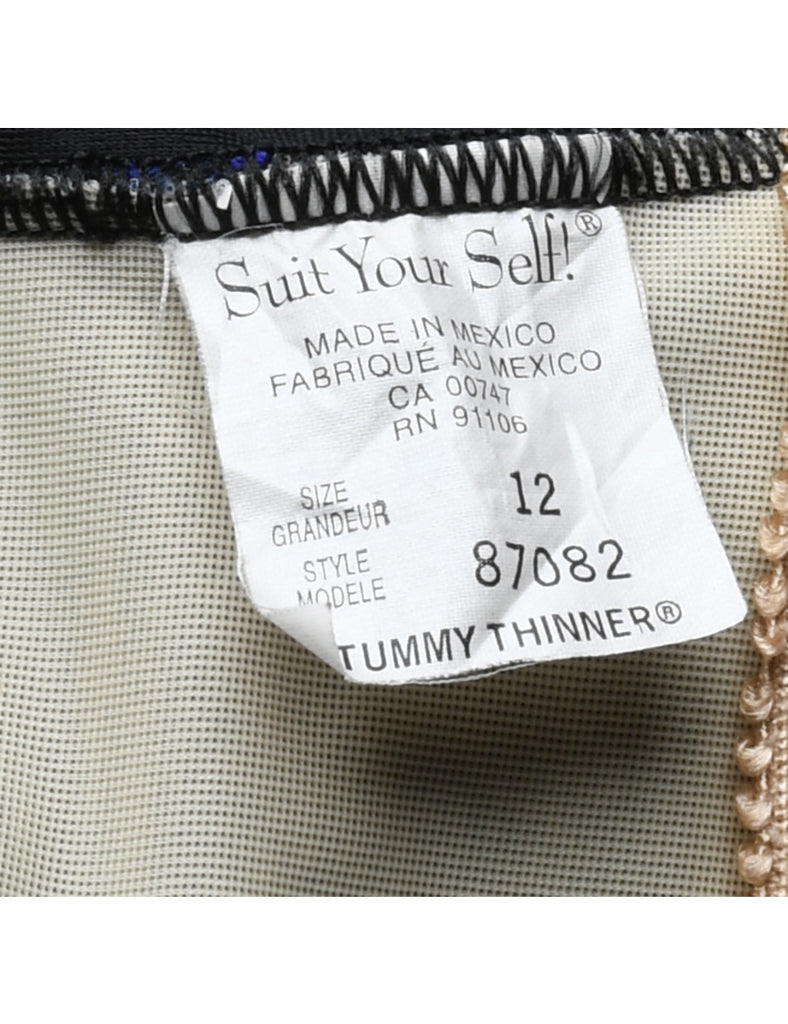 Suit Your Self!®
MADE IN MEXICO
FABRIQUÉ AU MEXICO
CA 00747
RN 91106
SIZE 12
GRANDEUR
STYLE 87082
MODELE
TUMMY THINNER®